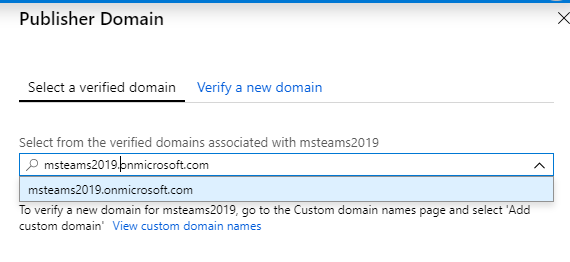 Publisher Domain
Select a verified domain
Verify a new domain
Select from the verified domains associated with msteams2019
msteams2019.onmicrosoft.com
msteams2019.onmicrosoft.com
To verify a new domain for msteams2019, go to the Custom domain names page and select 'Add
custom domain' View custom domain names